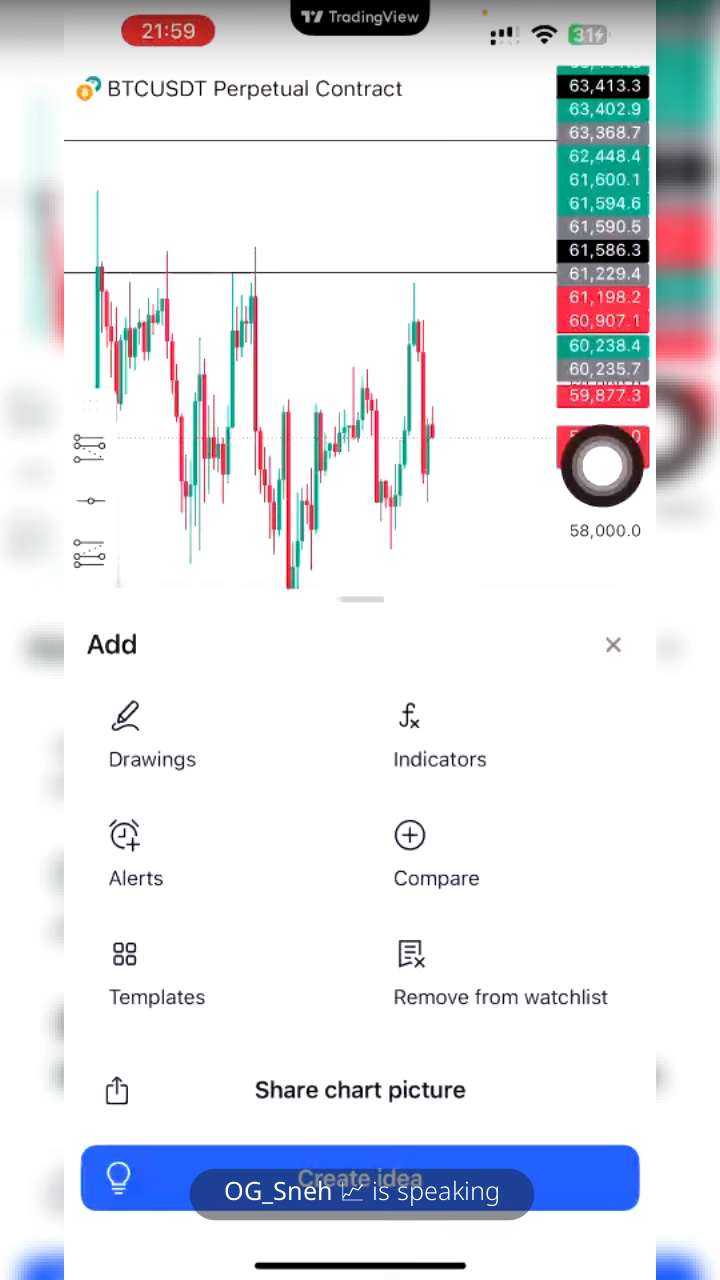 TradingView
21:59
31
BTCUSDT Perpetual Contract
63,413.3
63,402.9
63,368.7
62,448.4
61,600.1
61,594.6
61,590.5
61,586.3
61,229.4
61,198.2
60,907.1
60,238.4
60,235.7
59,877.3
58,000.0
Add
Drawings
Indicators
Alerts
Compare
Templates
Remove from watchlist
Share chart picture
Create idea
OG_Sneh 📈 is speaking